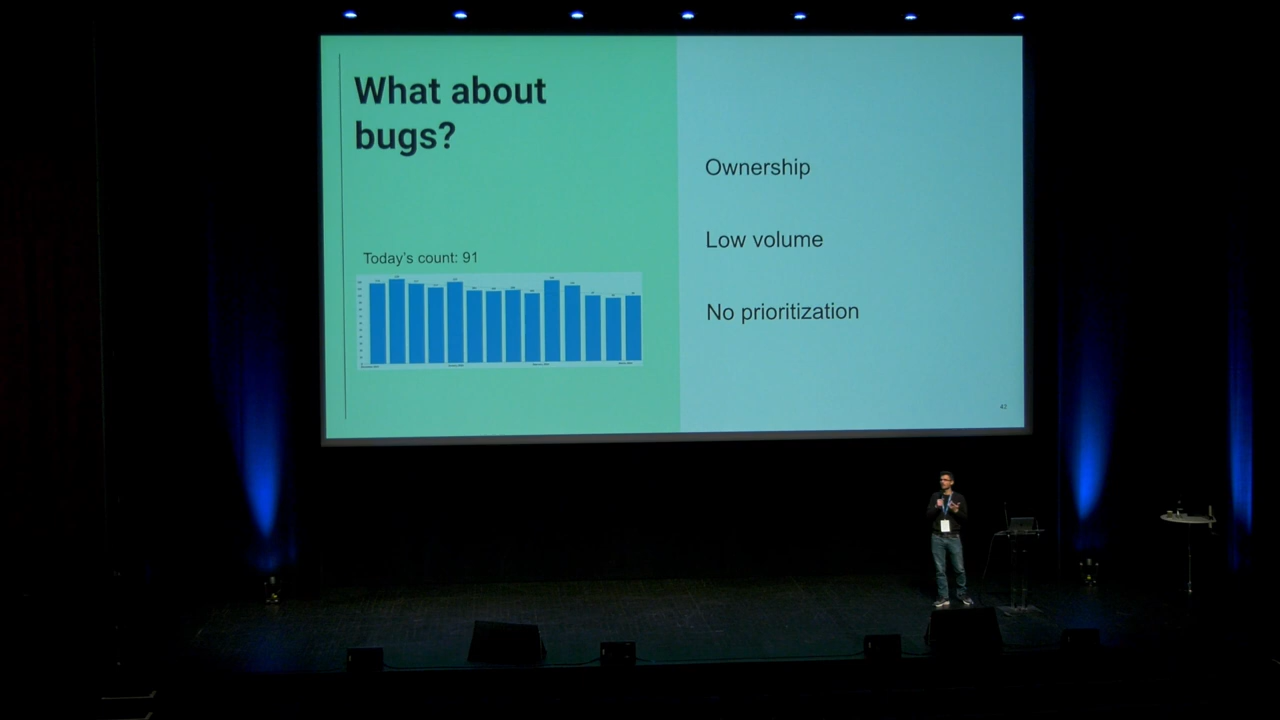 What about
bugs?
Today's count: 91
Ownership
Low volume
No prioritization